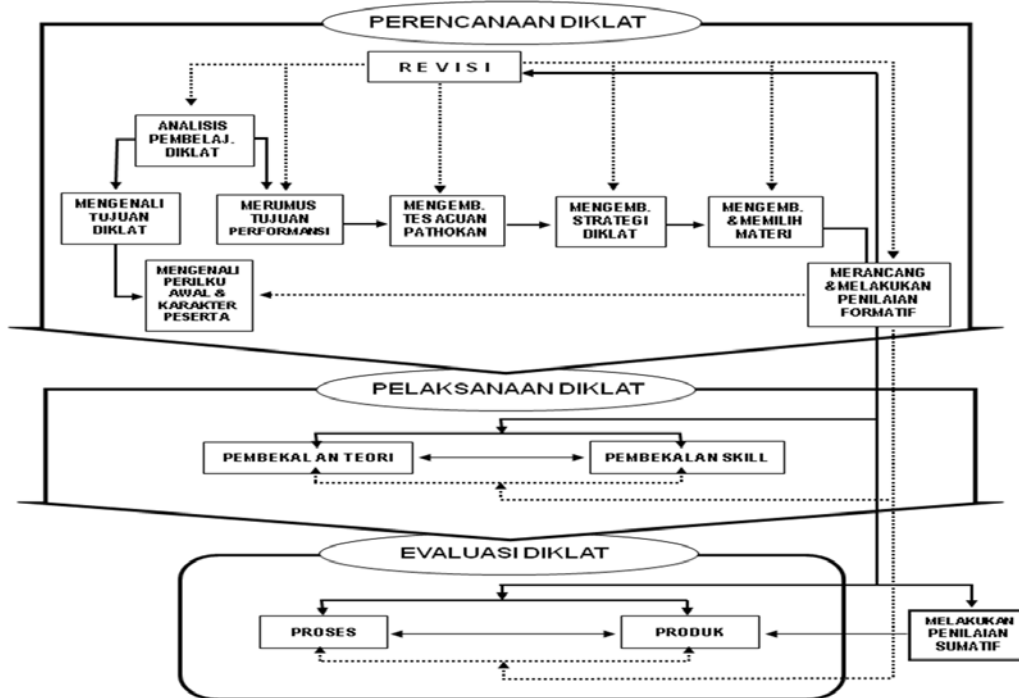 PERENCANAAN DIKLAT
R E V I S I
ANALISIS
PEMBELAJ.
DIKLAT
MENGENALI
TUJUAN
DIKLAT
MERUMUS
TUJUAN
PERFORMANSI
MENGEMB.
TES ACUAN
PATHOKAN
MENGEMB.
STRATEGI
DIKLAT
MENGEMB.
& MEMILIH
MATERI
MENGENALI
PERILKU
AWAL &
KARAKTER
PESERTA
MERANCANG
& MELAKUKAN
PENILAIAN
FORMATIF
PELAKSANAAN DIKLAT
PEMBEKALAN TEORI
PEMBEKALAN SKILL
EVALUASI DIKLAT
PROSES
PRODUK
MELAKUKAN
PENILAIAN
SUMATIF